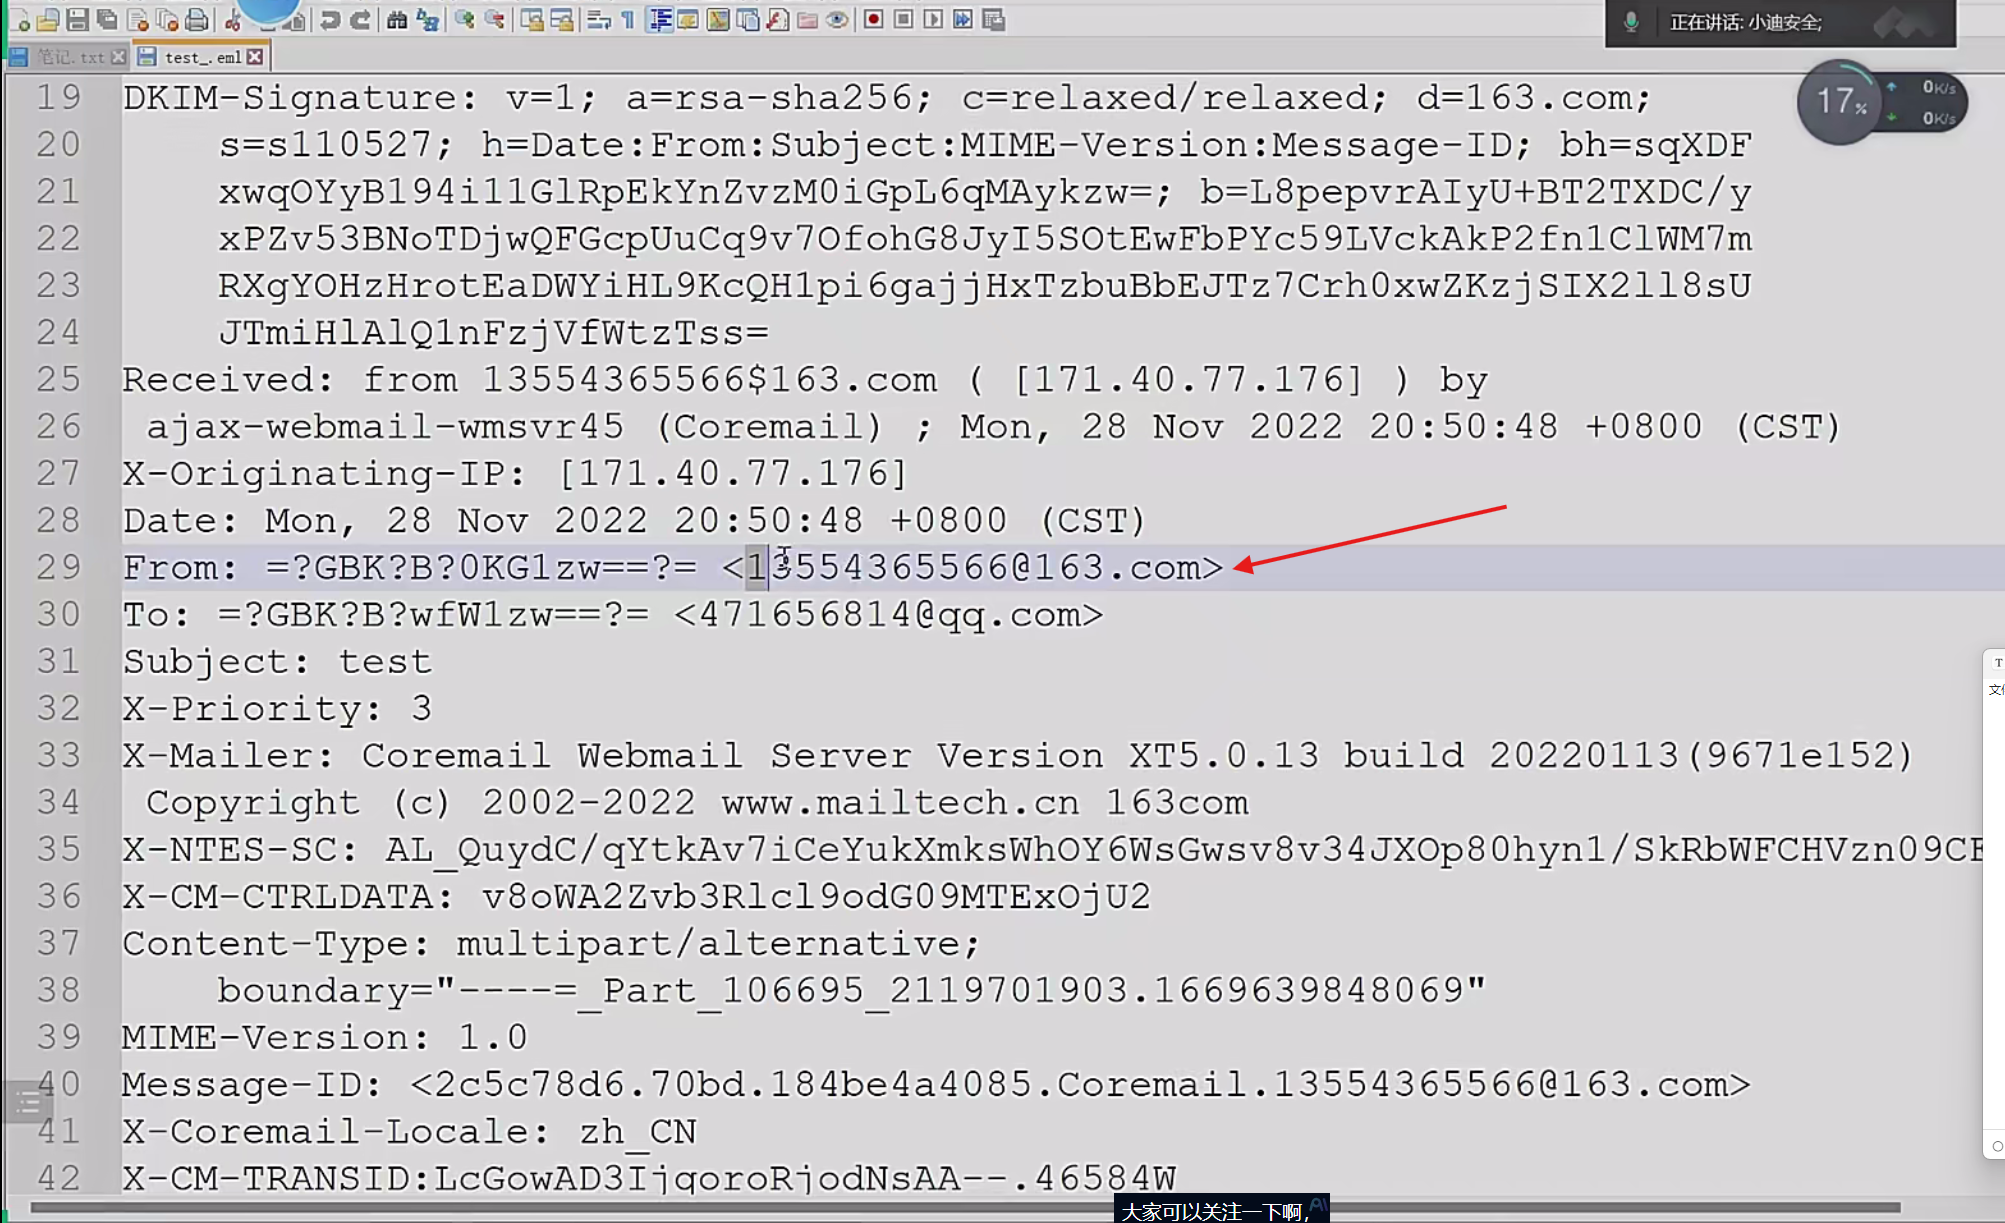 正在讲话: 小迪安全;
笔记.txt
test_.eml
17%
0K/s
0K/s
19 DKIM-Signature: v=1; a=rsa-sha256; c=relaxed/relaxed; d=163.com;
20 s=s110527; h=Date:From:Subject:MIME-Version:Message-ID; bh=sqXDF
21 xwqOYyB194i11GlRpEkYnZvzM0iGpL6qMAykzw=; b=L8pepvrAIyU+BT2TXDC/y
22 xPZv53BNoTDjwQFGcpUuCq9v7OfohG8JyI5SOtEwFbPYc59LVckAkP2fn1ClWM7m
23 RXgYOHzHrotEaDWYiHL9KcQH1pi6gajjHxTzbuBbEJTz7Crh0xwZKzjSIX2ll8sU
24 JTmiHlAlQ1nFzjVfWtzTss=
25 Received: from 13554365566$163.com ( [171.40.77.176] ) by
26 ajax-webmail-wmsvr45 (Coremail) ; Mon, 28 Nov 2022 20:50:48 +0800 (CST)
27 X-Originating-IP: [171.40.77.176]
28 Date: Mon, 28 Nov 2022 20:50:48 +0800 (CST)
29 From: =?GBK?B?0KG1zw==?= <13554365566@163.com>
30 To: =?GBK?B?wfW1zw==?= <471656814@qq.com>
31 Subject: test
32 X-Priority: 3
33 X-Mailer: Coremail Webmail Server Version XT5.0.13 build 20220113(9671e152)
34 Copyright (c) 2002-2022 www.mailtech.cn 163com
35 X-NTES-SC: AL_QuydC/qYtkAv7iCeYukXmksWhOY6WsGwsv8v34JXOp80hyn1/SkRbWFCHVzn09CE
36 X-CM-CTRLDATA: v8oWA2Zvb3Rlcl9odG09MTExOjU2
37 Content-Type: multipart/alternative;
38 boundary="----=_Part_106695_2119701903.1669639848069"
39 MIME-Version: 1.0
40 Message-ID: <2c5c78d6.70bd.184be4a4085.Coremail.13554365566@163.com>
41 X-Coremail-Locale: zh_CN
42 X-CM-TRANSID:LcGowAD3IjqoroRjodNsAA--.46584W
大家可以关注一下啊,